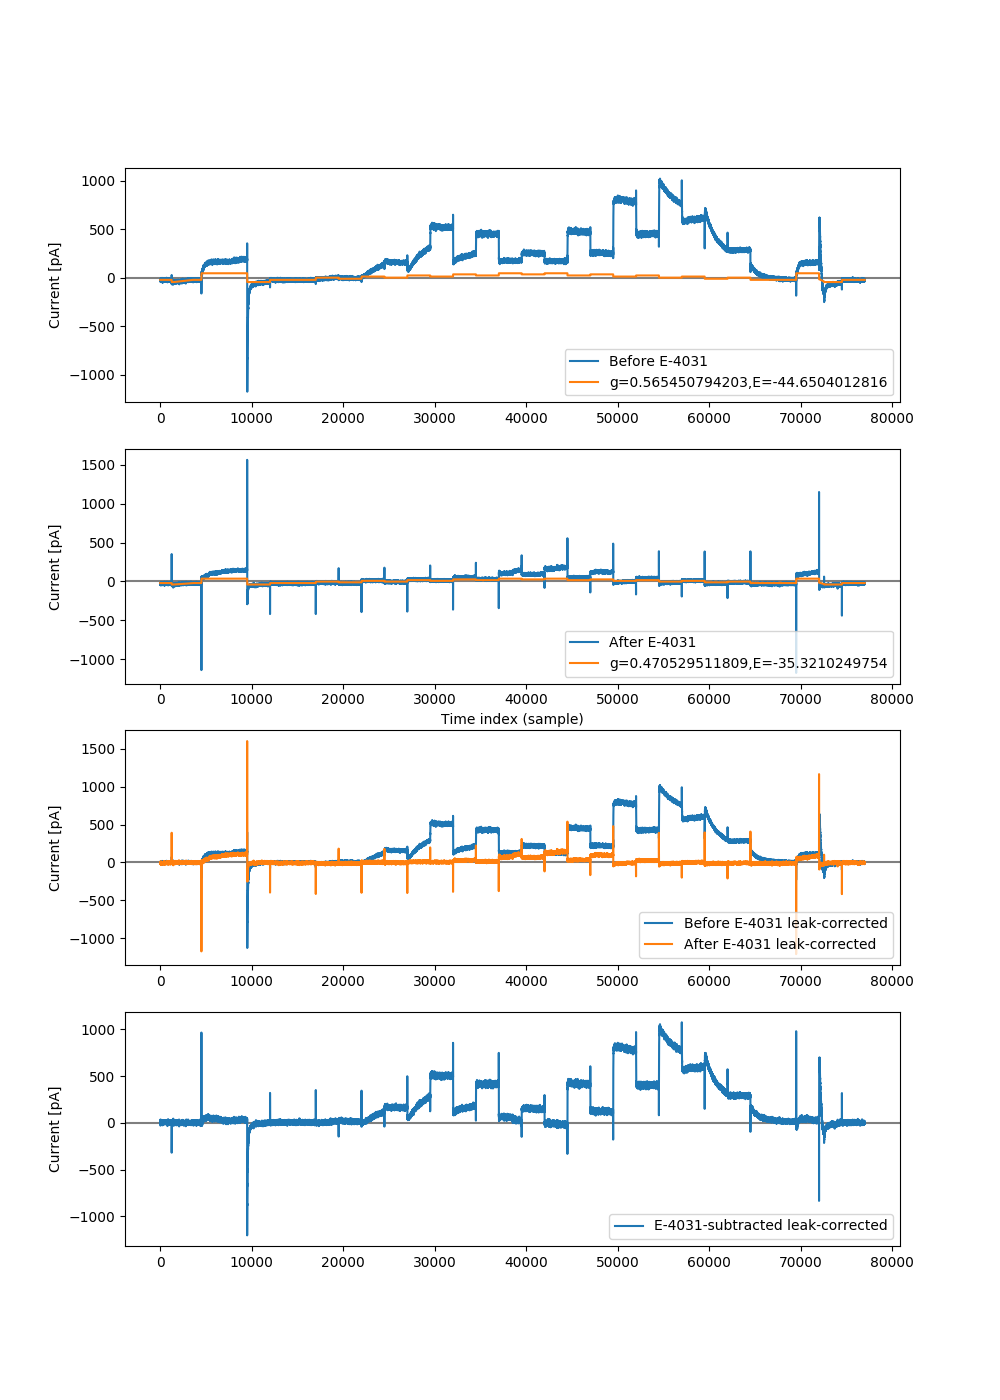 1000
500
0
−500
−1000
Current [pA]
Before E-4031
g=0.565450794203,E=-44.6504012816
0 10000 20000 30000 40000 50000 60000 70000 80000
1500
1000
500
0
−500
−1000
Current [pA]
After E-4031
g=0.470529511809,E=-35.3210249754
0 10000 20000 30000 40000 50000 60000 70000 80000
Time index (sample)
1500
1000
500
0
−500
−1000
Current [pA]
Before E-4031 leak-corrected
After E-4031 leak-corrected
0 10000 20000 30000 40000 50000 60000 70000 80000
1000
500
0
−500
−1000
Current [pA]
E-4031-subtracted leak-corrected
0 10000 20000 30000 40000 50000 60000 70000 80000